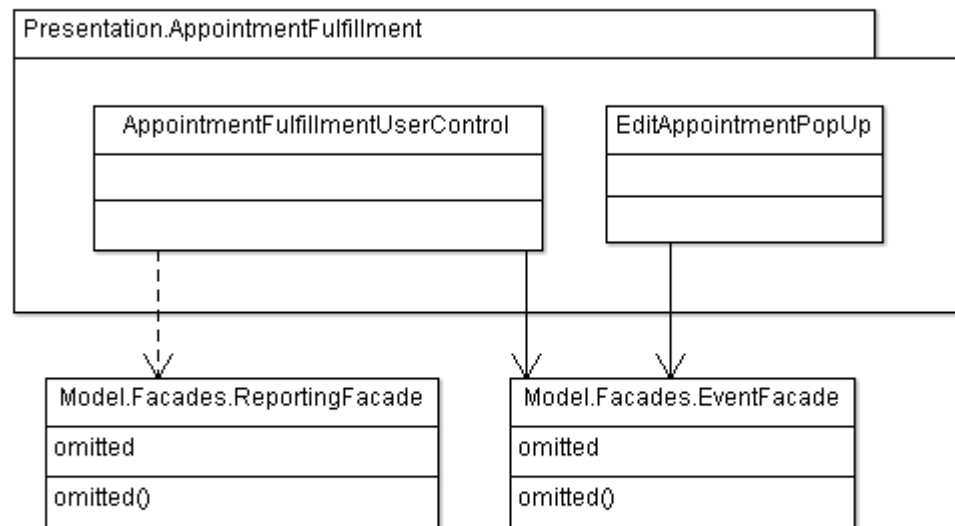 Presentation.AppointmentFulfillment
AppointmentFulfillmentUserControl
EditAppointmentPopUp
Model.Facades.ReportingFacade
omitted
omitted()
Model.Facades.EventFacade
omitted
omitted()